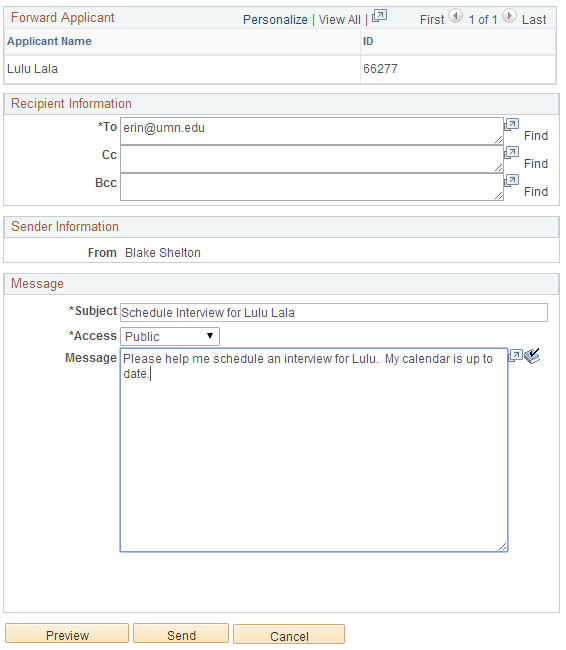 Forward Applicant Personalize | View All | First 1 of 1 Last
Applicant Name ID
Lulu Lala 66277
Recipient Information
*To erin@umn.edu Find
Cc Find
Bcc Find
Sender Information
From Blake Shelton
Message
*Subject Schedule Interview for Lulu Lala
*Access Public
Message Please help me schedule an interview for Lulu. My calendar is up to
date.
Preview Send Cancel